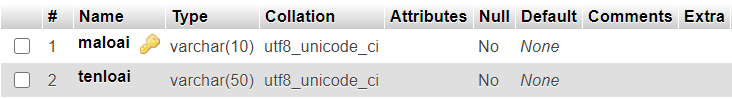 # Name Type Collation Attributes Null Default Comments Extra
1 maloai varchar(10) utf8_unicode_ci No None
2 tenloai varchar(50) utf8_unicode_ci No None